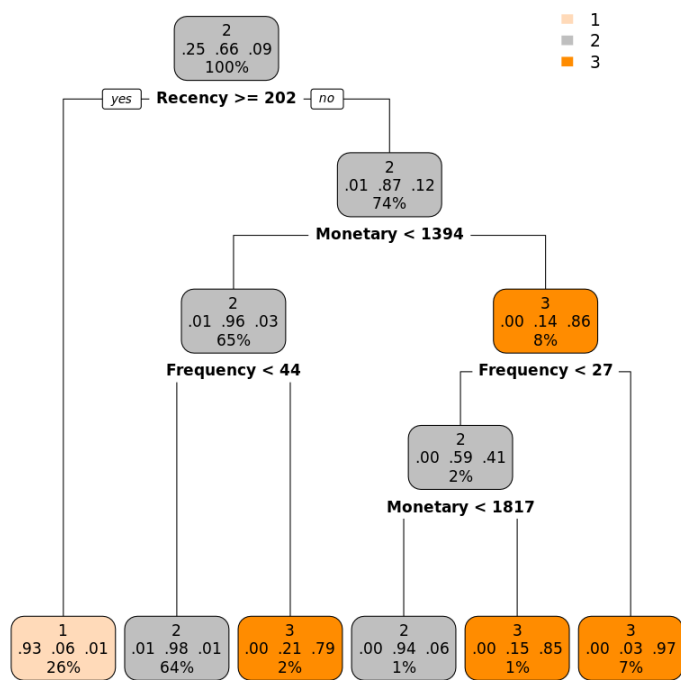 2
.25 .66 .09
100%
1
2
3
yes
Recency >= 202
no
2
.01 .87 .12
74%
Monetary < 1394
2
.01 .96 .03
65%
3
.00 .14 .86
8%
Frequency < 44
Frequency < 27
2
.00 .59 .41
2%
Monetary < 1817
1
.93 .06 .01
26%
2
.01 .98 .01
64%
3
.00 .21 .79
2%
2
.00 .94 .06
1%
3
.00 .15 .85
1%
3
.00 .03 .97
7%